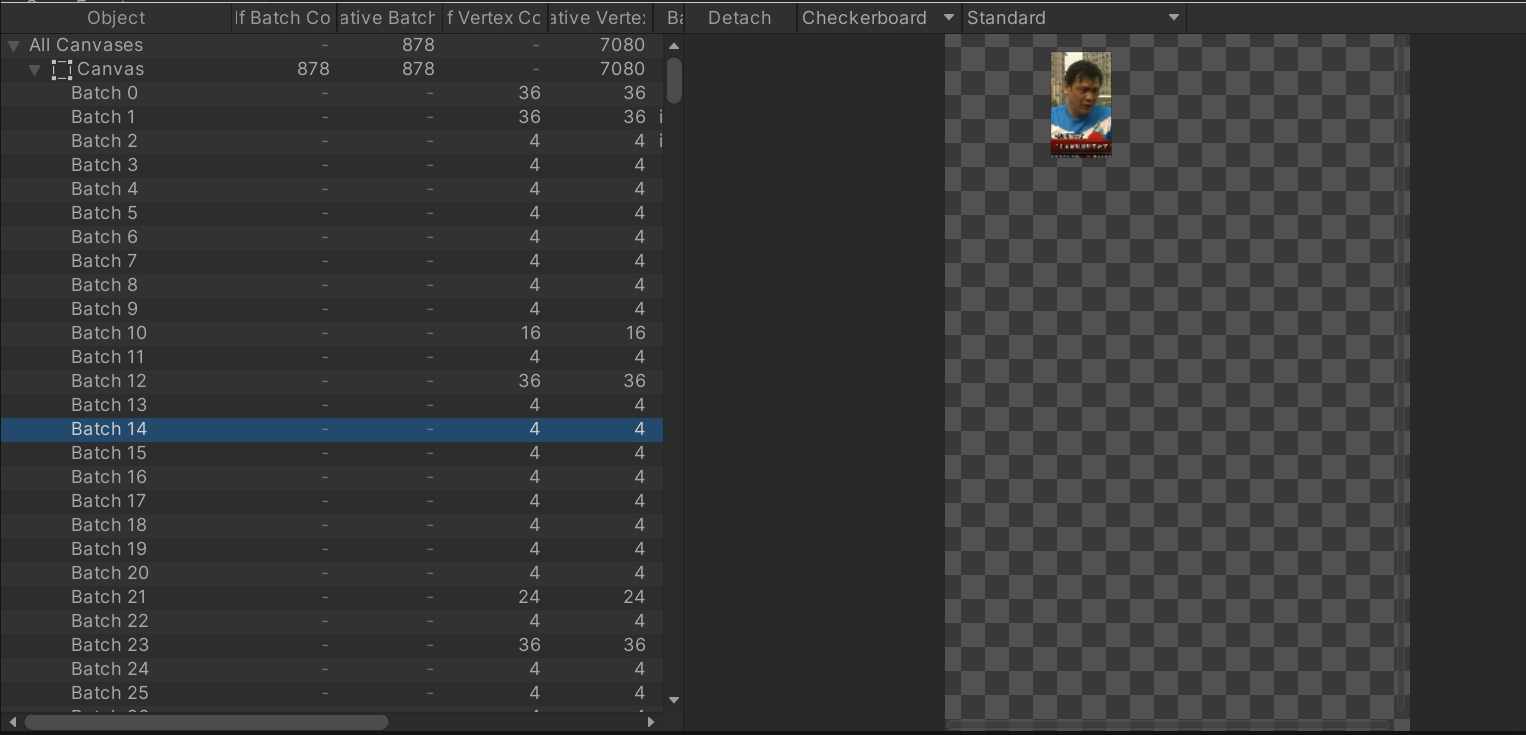 Object If Batch Co ative Batch f Vertex Co ative Vertex Ba Detach Checkerboard Standard
All Canvases - 878 - 7080
Canvas 878 878 - 7080
Batch 0 - - 36 36
Batch 1 - - 36 36 i
Batch 2 - - 4 4 i
Batch 3 - - 4 4
Batch 4 - - 4 4
Batch 5 - - 4 4
Batch 6 - - 4 4
Batch 7 - - 4 4
Batch 8 - - 4 4
Batch 9 - - 4 4
Batch 10 - - 16 16
Batch 11 - - 4 4
Batch 12 - - 36 36
Batch 13 - - 4 4
Batch 14 - - 4 4
Batch 15 - - 4 4
Batch 16 - - 4 4
Batch 17 - - 4 4
Batch 18 - - 4 4
Batch 19 - - 4 4
Batch 20 - - 4 4
Batch 21 - - 24 24
Batch 22 - - 4 4
Batch 23 - - 36 36
Batch 24 - - 4 4
Batch 25 - - 4 4